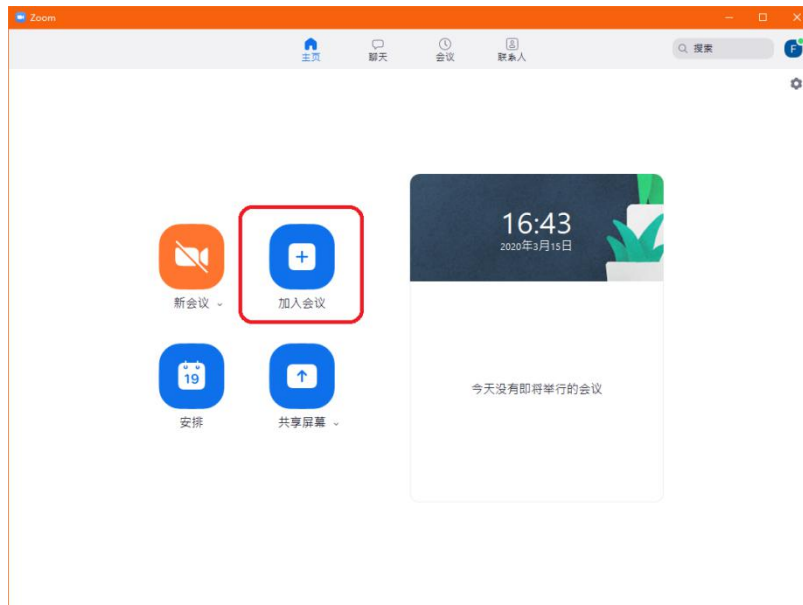 Zoom
主页
聊天
会议
联系人
搜索
F
16:43
2020年3月15日
新会议
加入会议
19
安排
共享屏幕
今天没有即将举行的会议